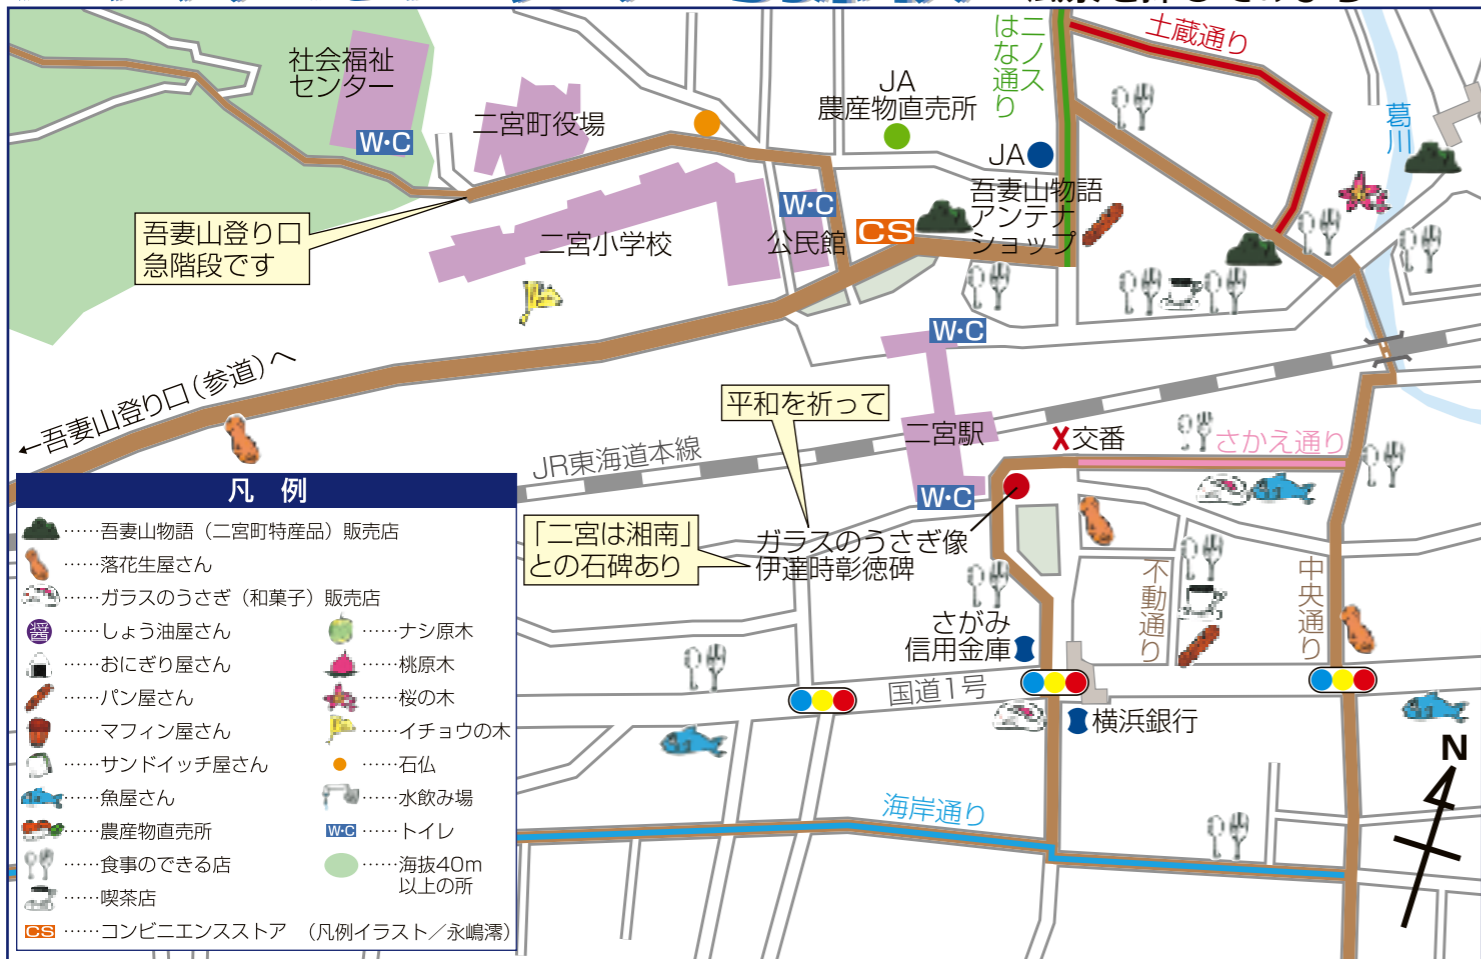 社会福祉
センター
W・C
二宮町役場
JA
農産物直売所
ニノス
はな通り
土蔵通り
葛川
JA
吾妻山物語
アンテナ
ショップ
吾妻山登り口
急階段です
二宮小学校
W・C
公民館
CS
W・C
←吾妻山登り口(参道)へ
平和を祈って
二宮駅
X交番
さかえ通り
JR東海道本線
W・C
「二宮は湘南」
との石碑あり
ガラスのうさぎ像
伊達時彰徳碑
不動通り
中央通り
さがみ
信用金庫
国道1号
横浜銀行
海岸通り
N
凡 例
……吾妻山物語(二宮町特産品)販売店
……落花生屋さん
……ガラスのうさぎ(和菓子)販売店
醤……しょう油屋さん
……おにぎり屋さん
……パン屋さん
……マフィン屋さん
……サンドイッチ屋さん
……魚屋さん
……農産物直売所
……食事のできる店
……喫茶店
CS……コンビニエンスストア
……ナシ原木
……桃原木
……桜の木
……イチョウの木
……石仏
……水飲み場
W・C……トイレ
……海抜40m
以上の所
(凡例イラスト/永嶋澪)